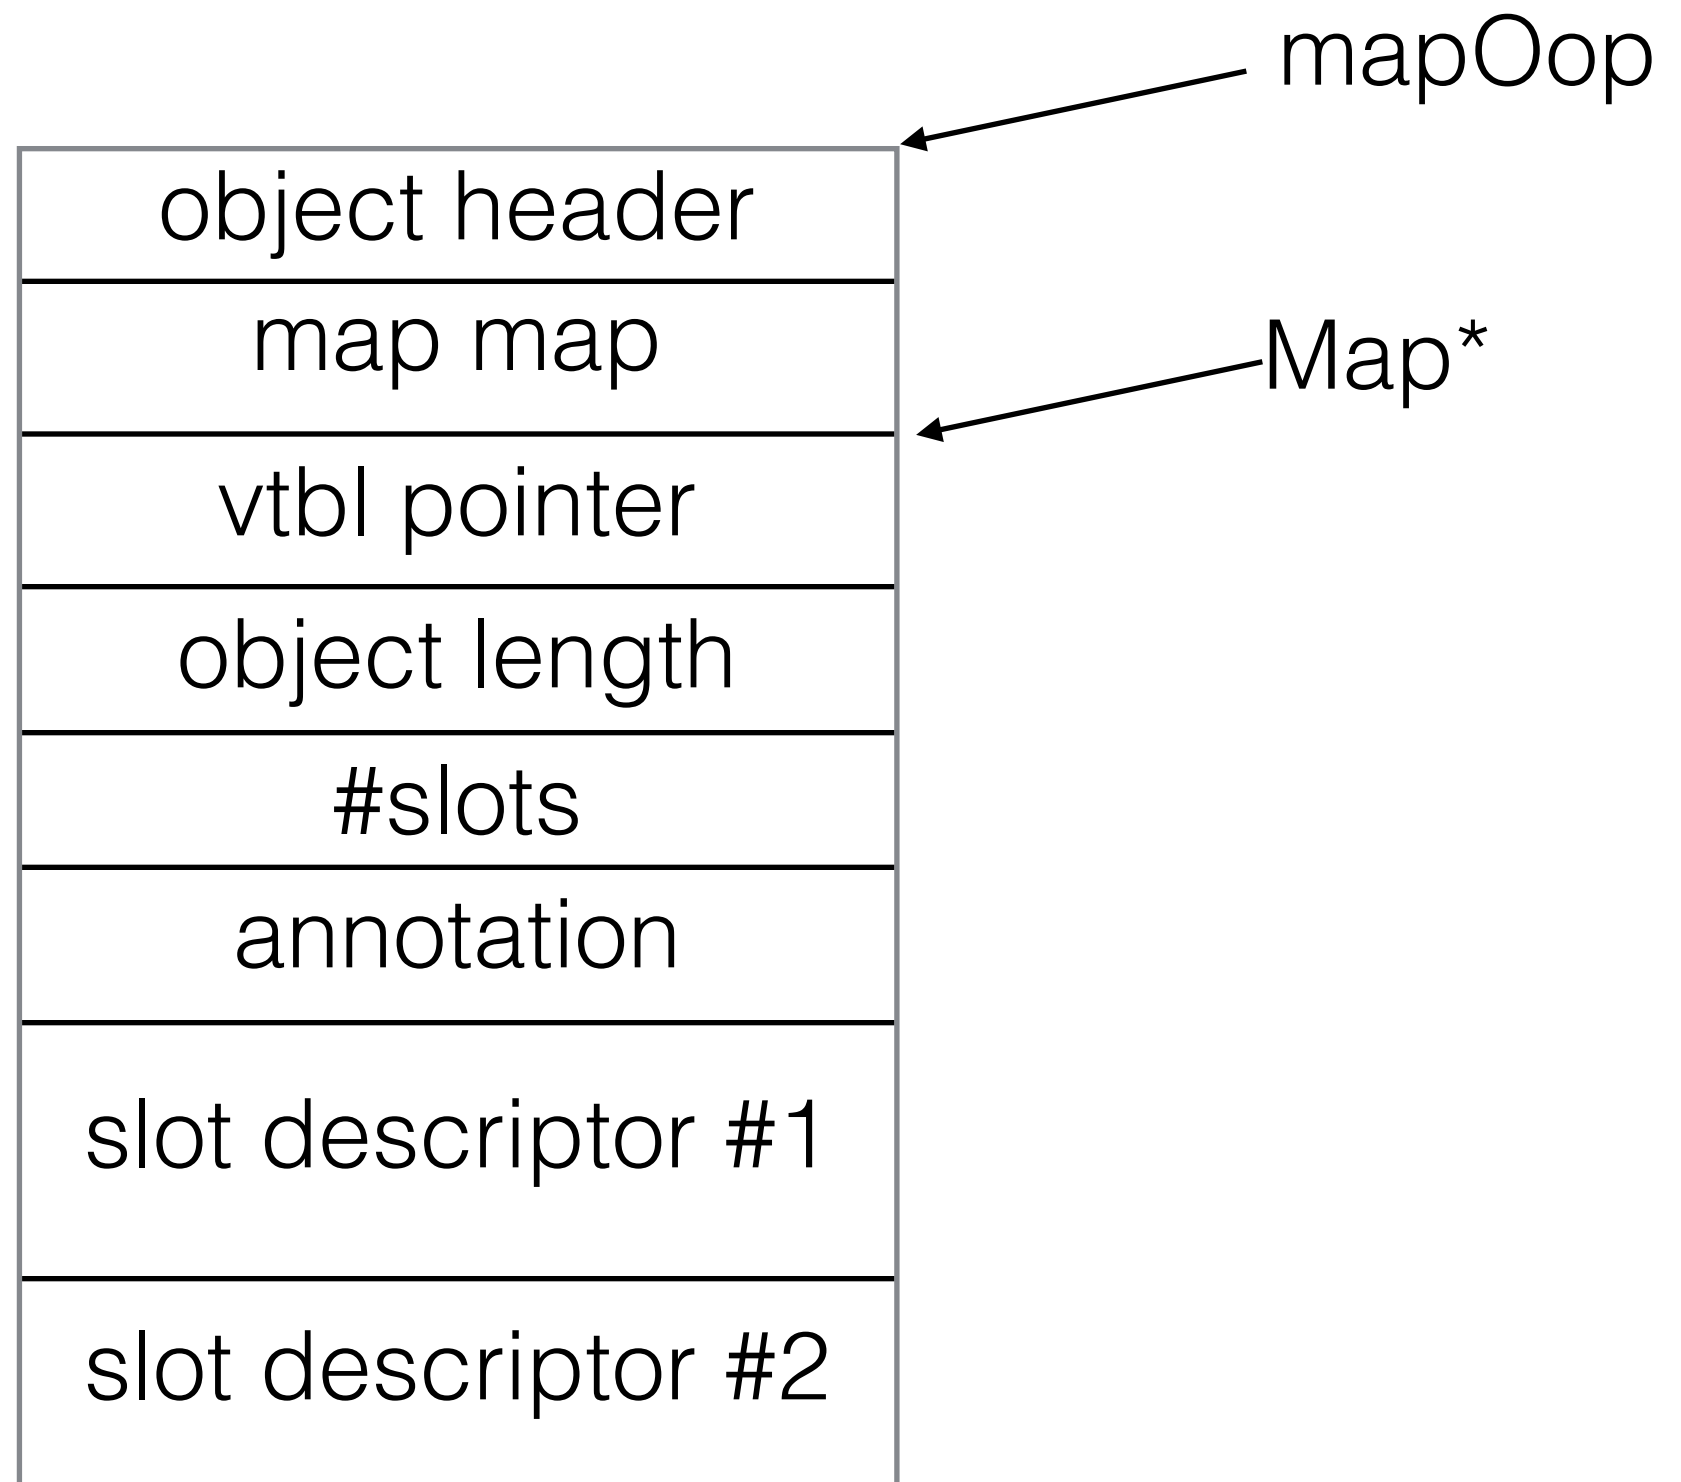 mapOop
object header
map map
Map*
vtbl pointer
object length
#slots
annotation
slot descriptor #1
slot descriptor #2